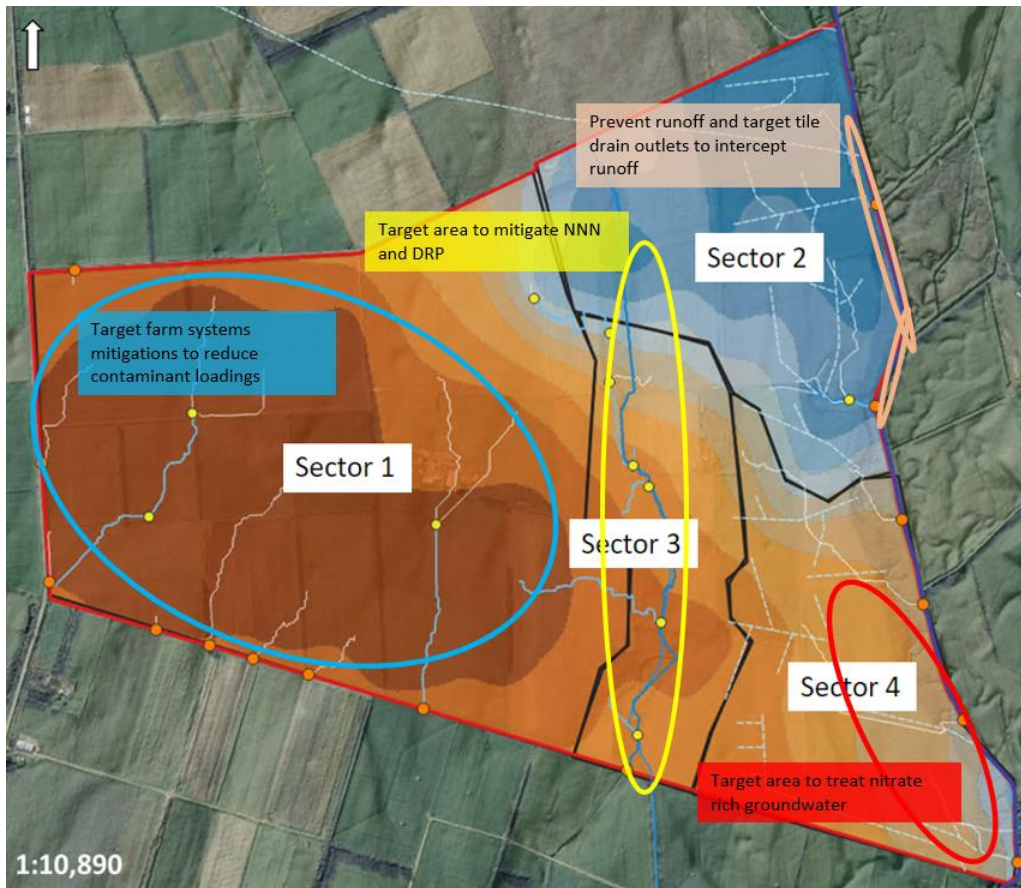 Prevent runoff and target tile
drain outlets to intercept
runoff
Target area to mitigate NNN
and DRP
Sector 2
Target farm systems
mitigations to reduce
contaminant loadings
Sector 1
Sector 3
Sector 4
Target area to treat nitrate
rich groundwater
1:10,890